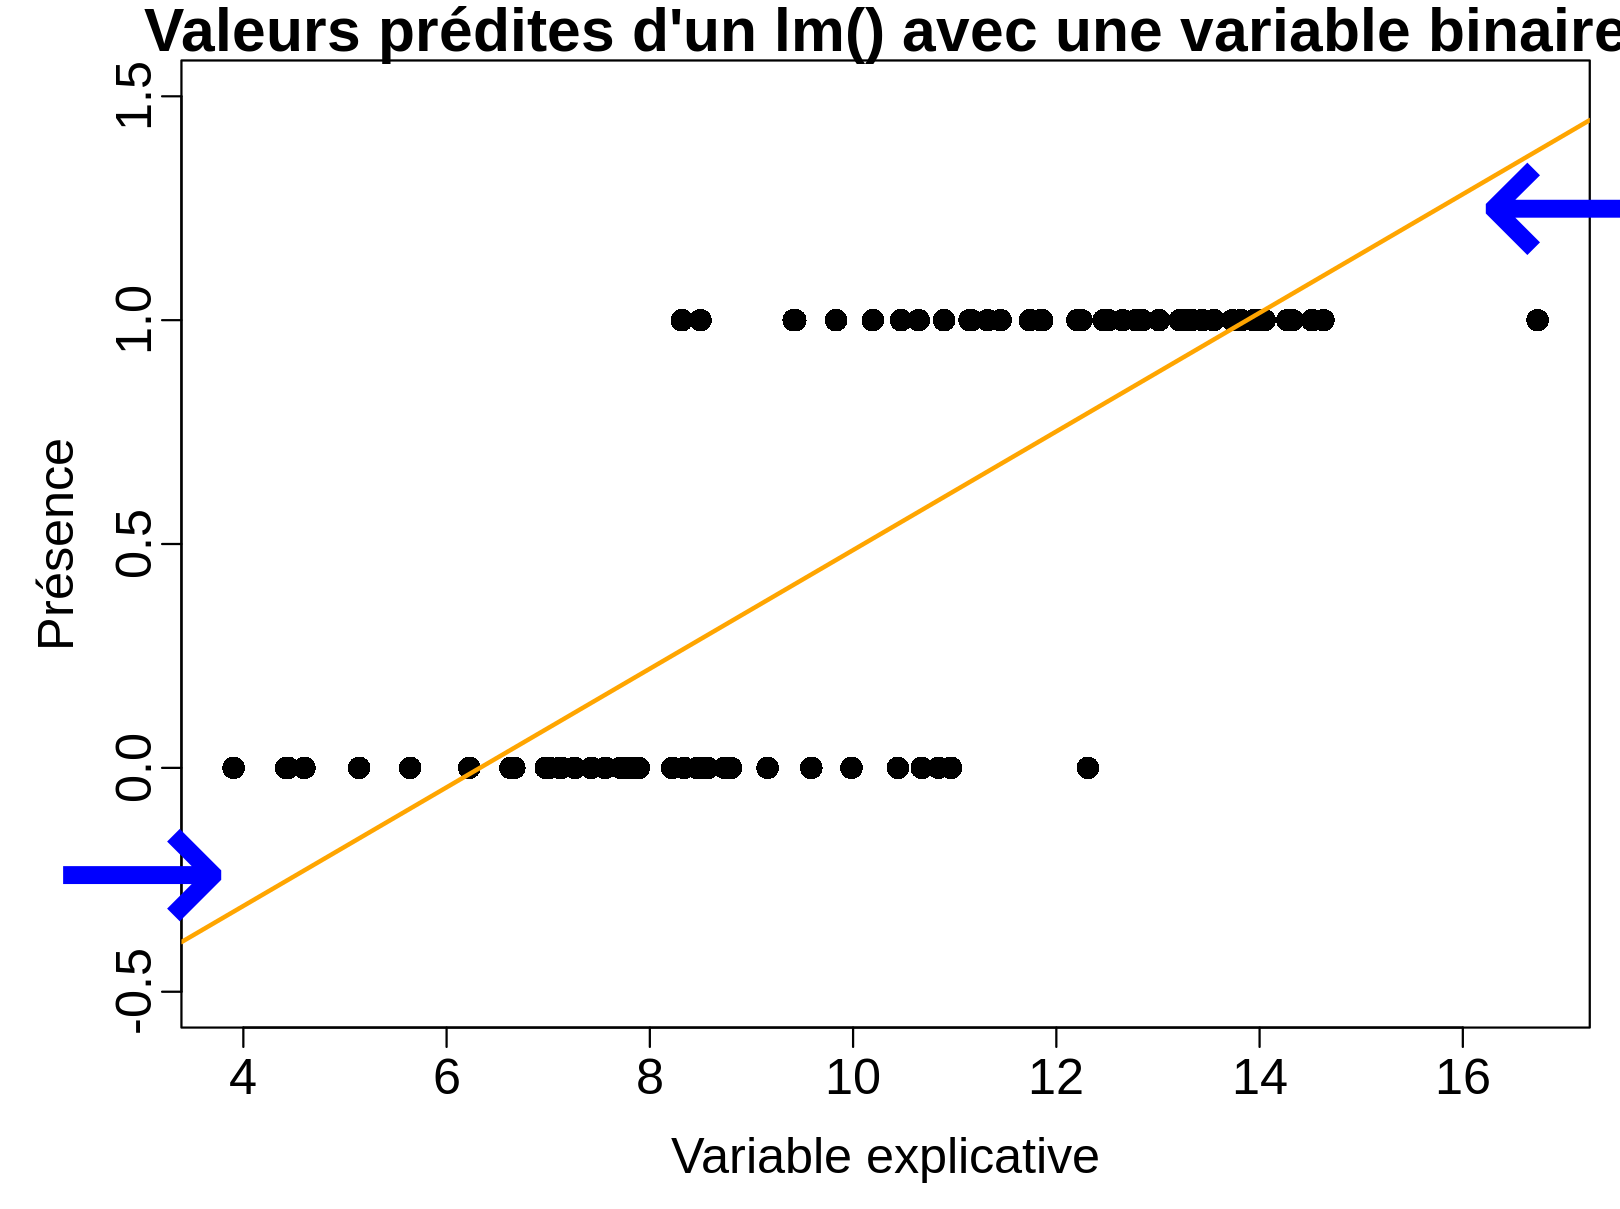 Valeurs prédites d'un lm() avec une variable binaire
1.5
1.0
0.5
0.0
-0.5
Présence
4 6 8 10 12 14 16
Variable explicative